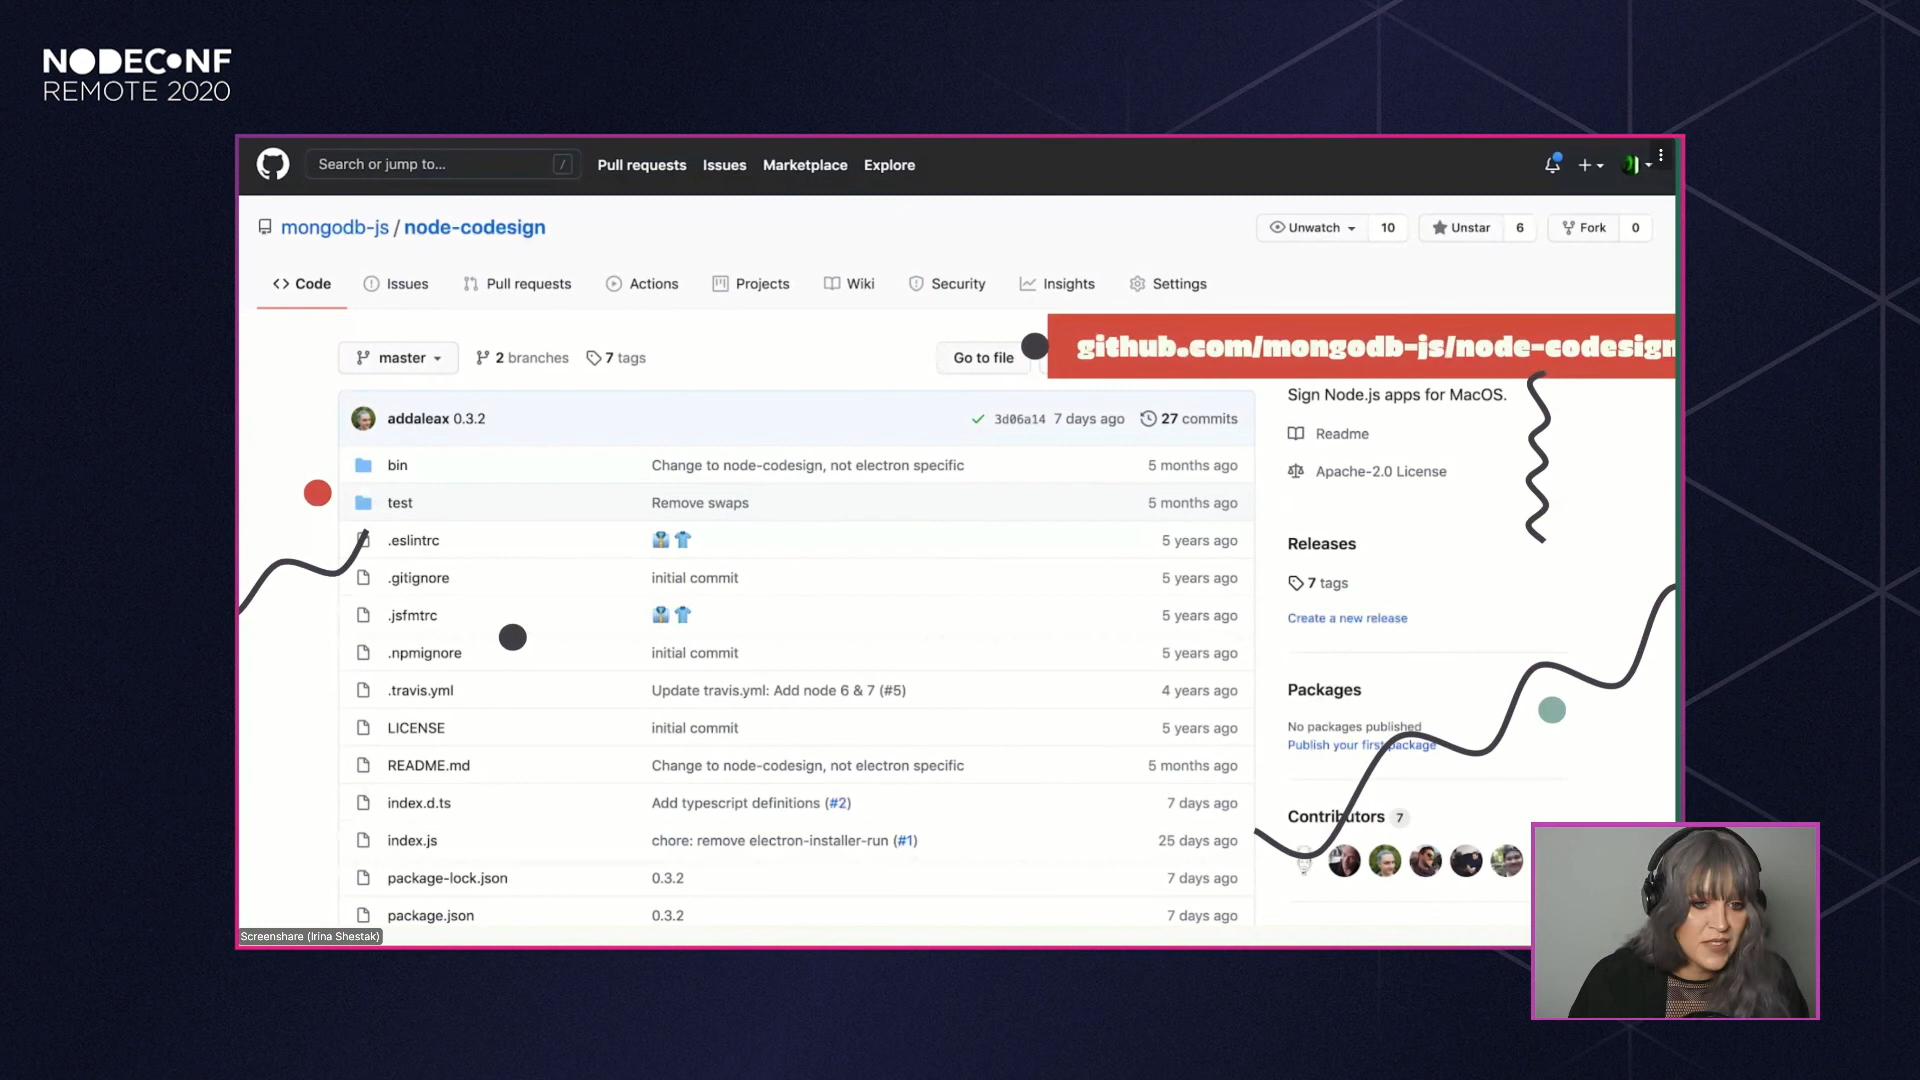 NODECONF
REMOTE 2020
Search or jump to... /
Pull requests Issues Marketplace Explore
mongodb-js / node-codesign
Unwatch 10 Unstar 6 Fork 0
Code Issues Pull requests Actions Projects Wiki Security Insights Settings
github.com/mongodb-js/node-codesign
master 2 branches 7 tags Go to file
addaleax 0.3.2 3d06a14 7 days ago 27 commits
bin Change to node-codesign, not electron specific 5 months ago
test Remove swaps 5 months ago
.eslintrc 5 years ago
.gitignore initial commit 5 years ago
.jsfmtrc 5 years ago
.npmignore initial commit 5 years ago
.travis.yml Update travis.yml: Add node 6 & 7 (#5) 4 years ago
LICENSE initial commit 5 years ago
README.md Change to node-codesign, not electron specific 5 months ago
index.d.ts Add typescript definitions (#2) 7 days ago
index.js chore: remove electron-installer-run (#1) 25 days ago
package-lock.json 0.3.2 7 days ago
package.json 0.3.2 7 days ago
Sign Node.js apps for MacOS.
Readme
Apache-2.0 License
Releases
7 tags
Create a new release
Packages
No packages published
Publish your first package
Contributors 7
Screenshare (Irina Shestak)